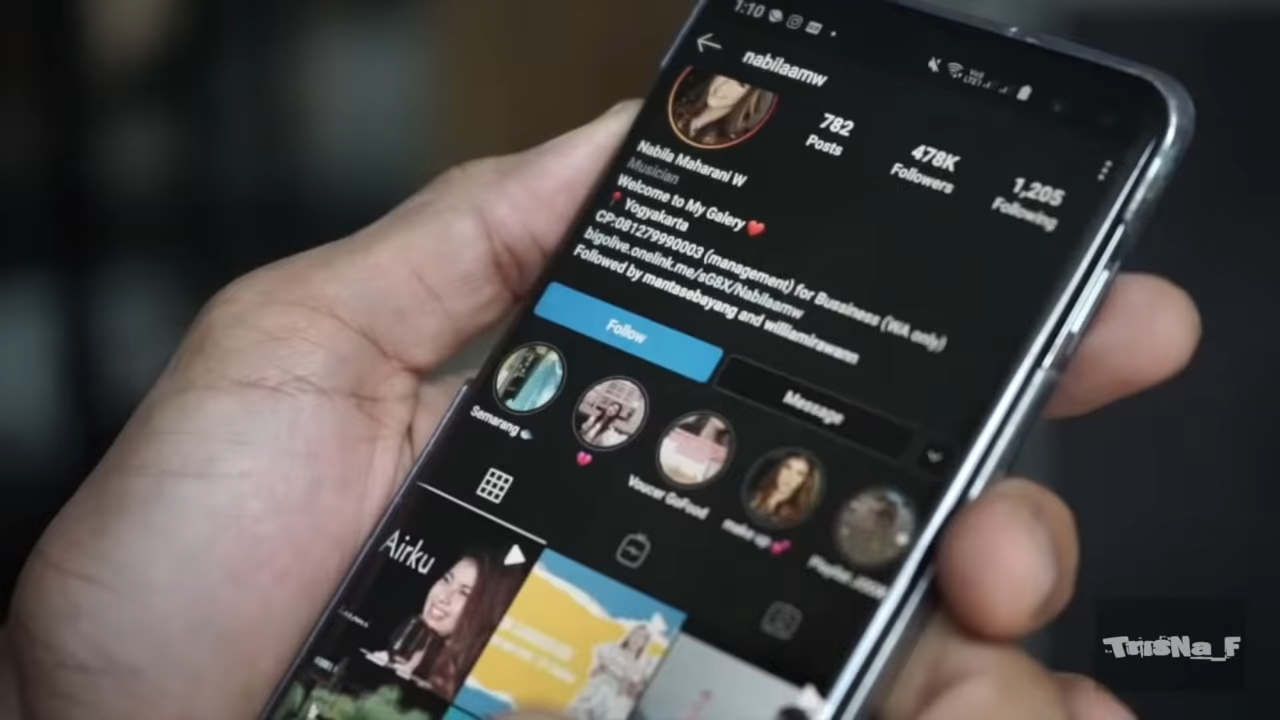 1:10
nabilaamw
782
Posts
478K
Followers
1,205
Following
Nabila Maharani W
Musician
Welcome to My Galery ❤️
📍 Yogyakarta
CP:081279990003 (management) for Bussiness (WA only)
bigolive.onelink.me/sG8X/Nabilaamw
Followed by mantasebayang and williamirawann
Follow
Message
Semarang
💗
Voucer GoFood
make up 💕
Playlist
Airku
TrisNa_F